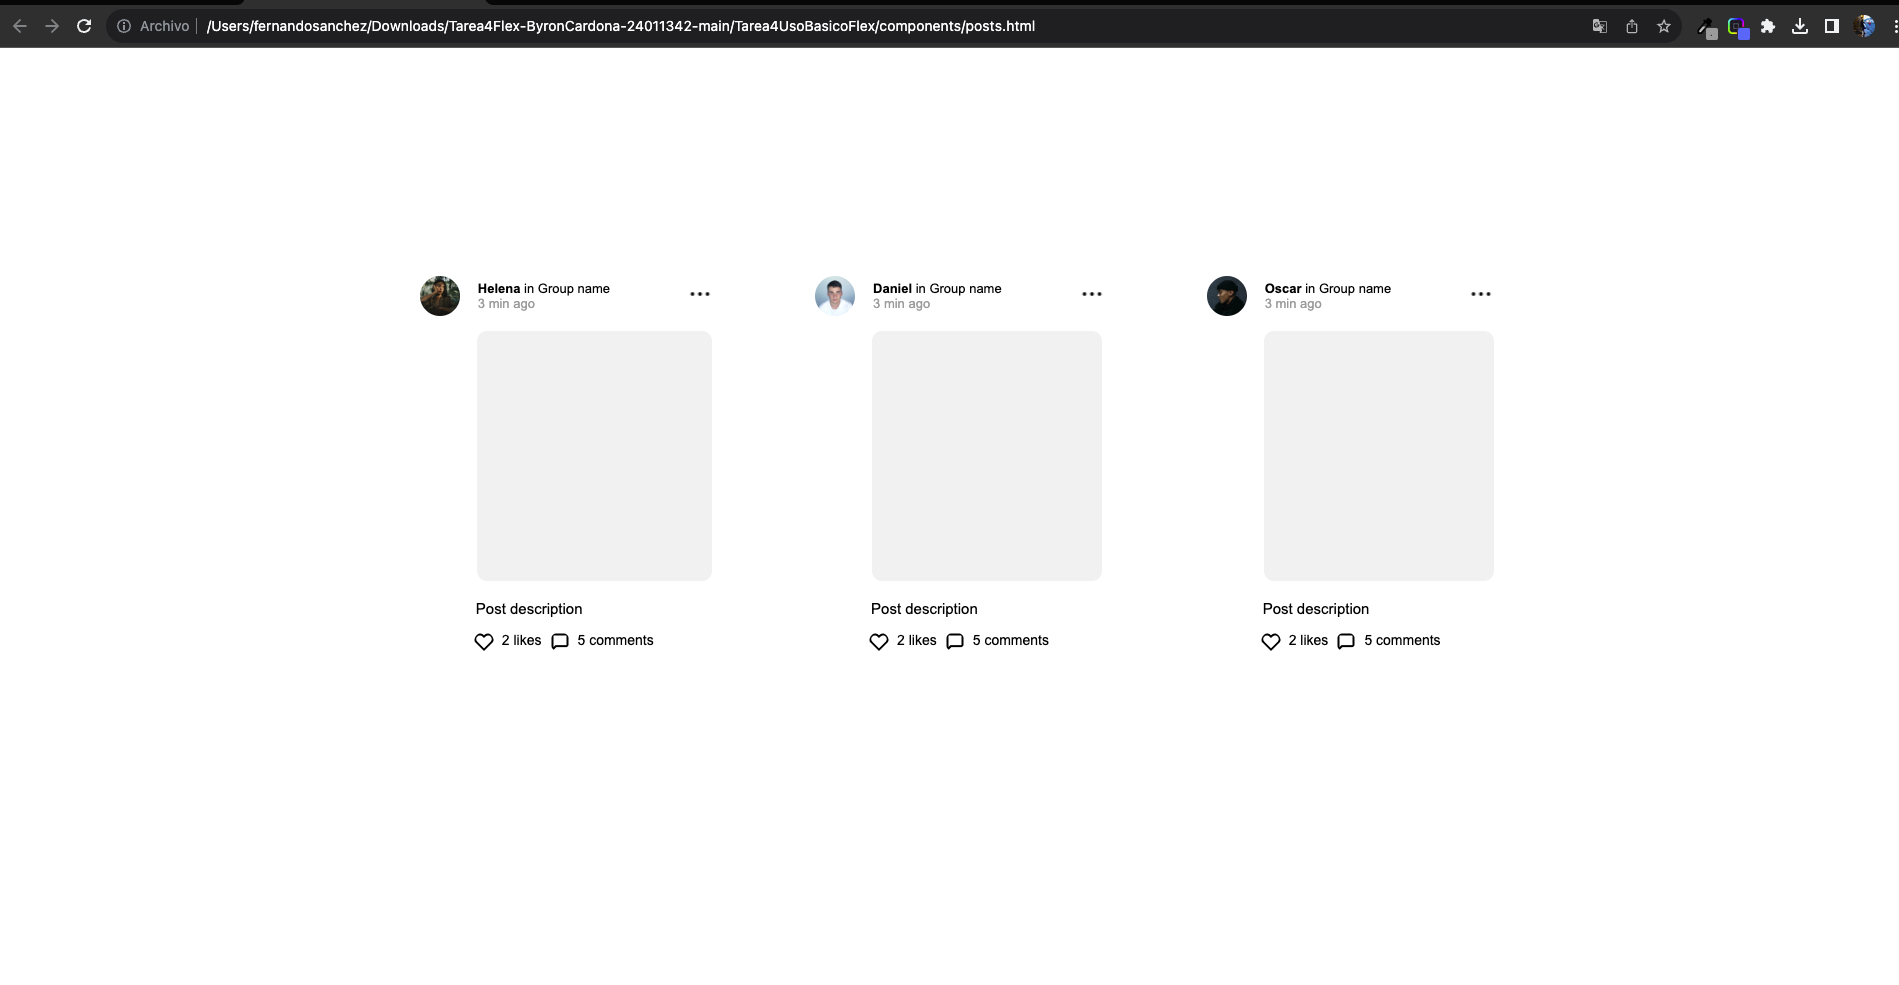 Archivo /Users/fernandosanchez/Downloads/Tarea4Flex-ByronCardona-24011342-main/Tarea4UsoBasicoFlex/components/posts.html
Helena in Group name
3 min ago
Post description
2 likes 5 comments
Daniel in Group name
3 min ago
Post description
2 likes 5 comments
Oscar in Group name
3 min ago
Post description
2 likes 5 comments